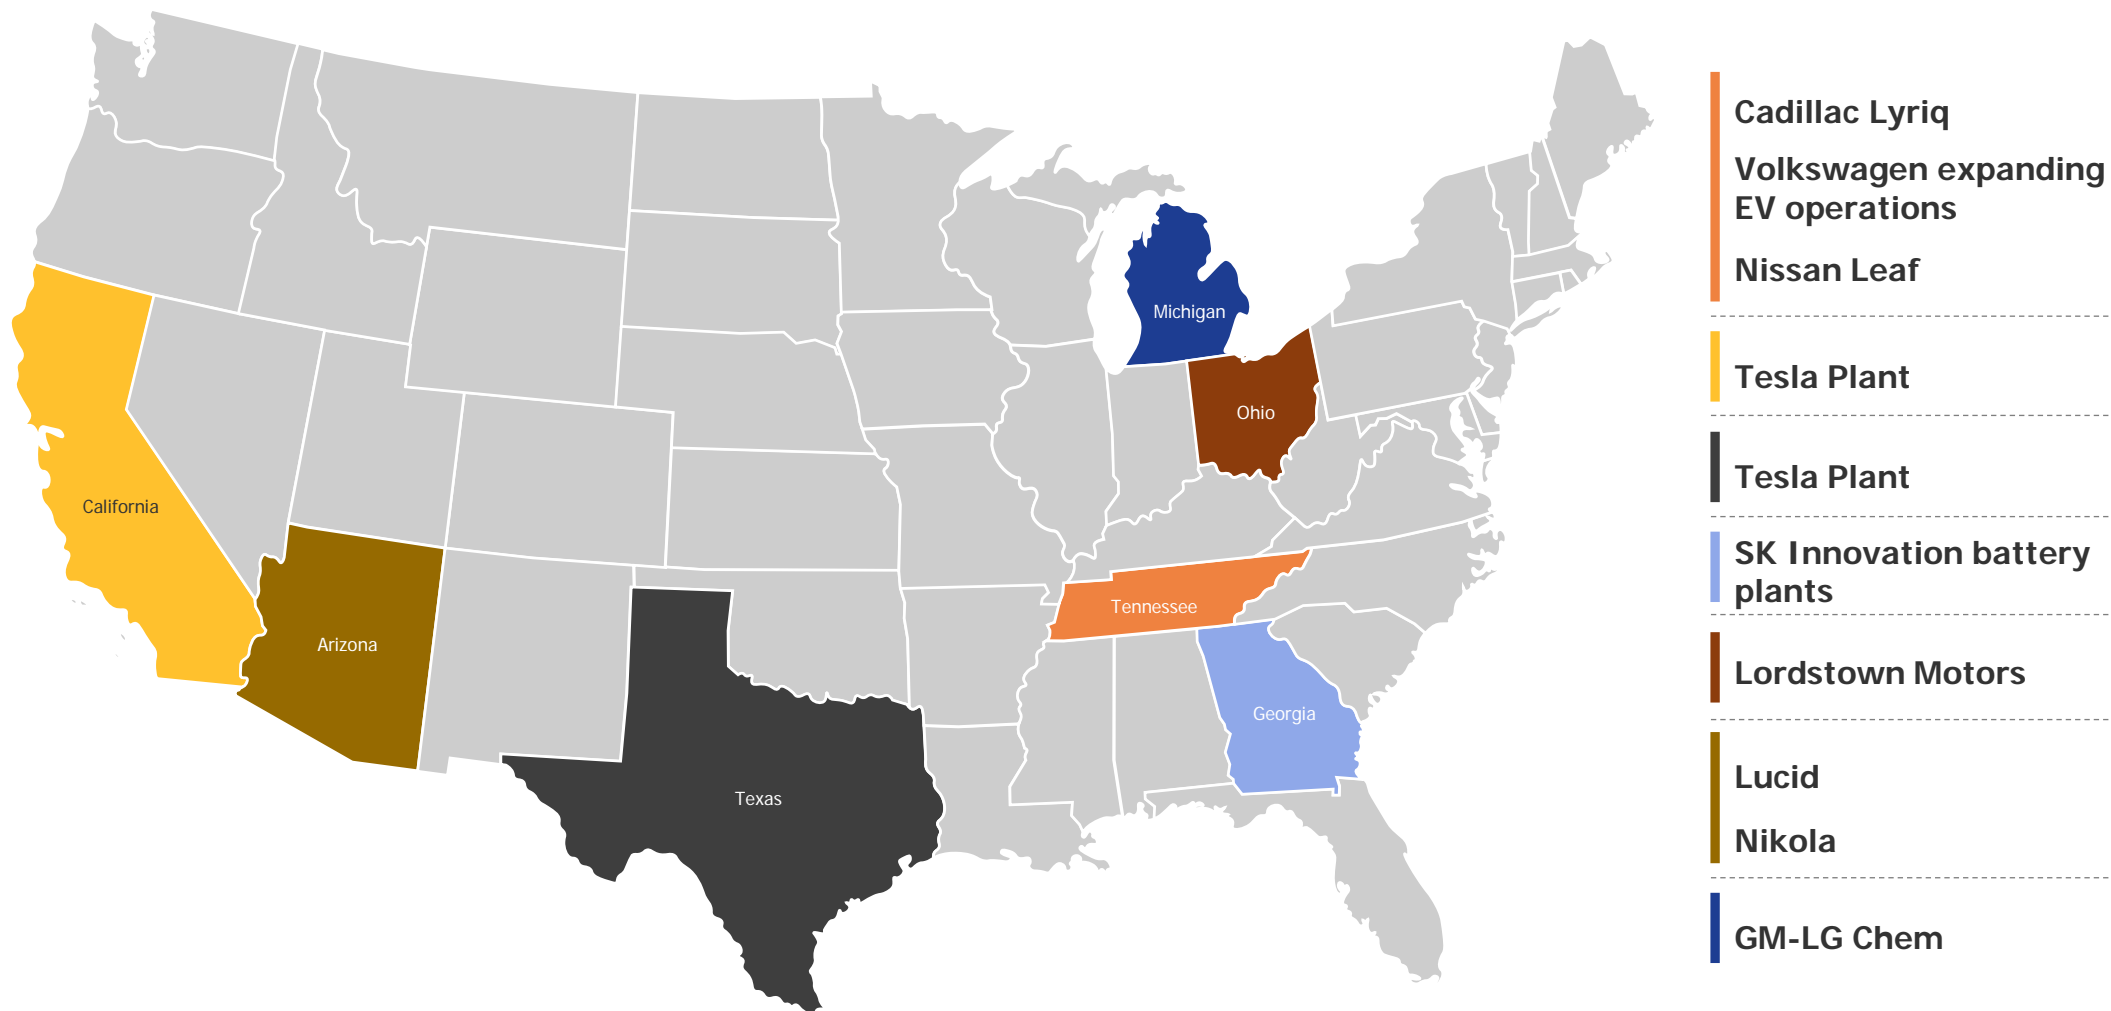 Michigan
Ohio
California
Tennessee
Arizona
Georgia
Texas
Cadillac Lyriq
Volkswagen expanding
EV operations
Nissan Leaf
Tesla Plant
Tesla Plant
SK Innovation battery
plants
Lordstown Motors
Lucid
Nikola
GM-LG Chem